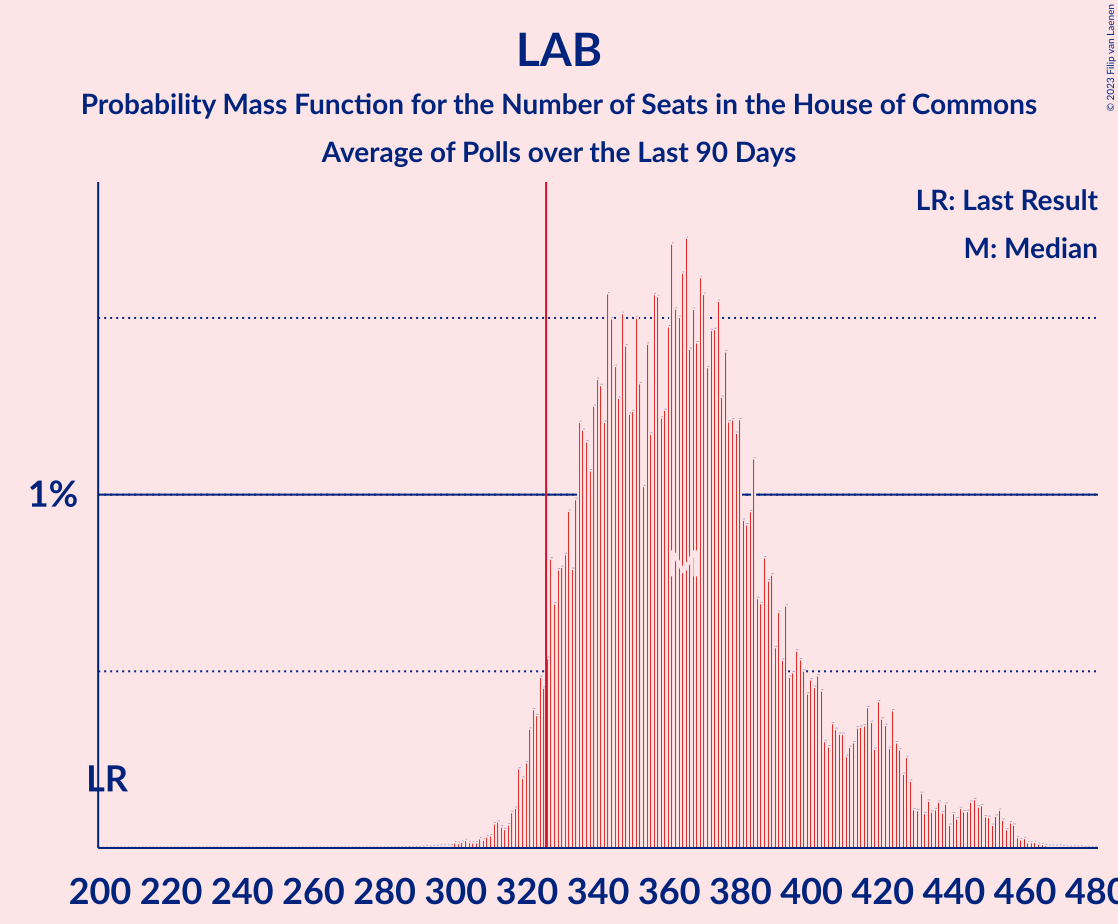 LAB
Probability Mass Function for the Number of Seats in the House of Commons
Average of Polls over the Last 90 Days
© 2023 Filip van Laenen
LR: Last Result
M: Median
1%
M
LR
200 220 240 260 280 300 320 340 360 380 400 420 440 460 480